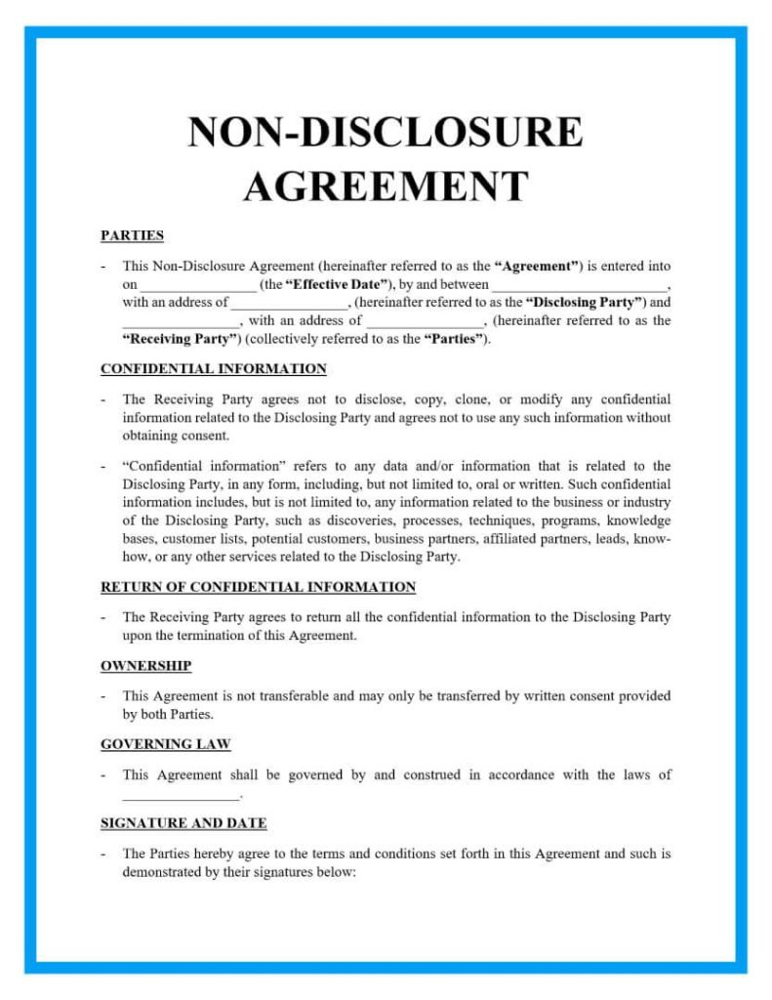 NON-DISCLOSURE
AGREEMENT
PARTIES
- This Non-Disclosure Agreement (hereinafter referred to as the “Agreement”) is entered into
on ________________ (the “Effective Date”), by and between ________________________,
with an address of ________________, (hereinafter referred to as the “Disclosing Party”) and
________________, with an address of ________________, (hereinafter referred to as the
“Receiving Party”) (collectively referred to as the “Parties”).
CONFIDENTIAL INFORMATION
- The Receiving Party agrees not to disclose, copy, clone, or modify any confidential
information related to the Disclosing Party and agrees not to use any such information without
obtaining consent.
- “Confidential information” refers to any data and/or information that is related to the
Disclosing Party, in any form, including, but not limited to, oral or written. Such confidential
information includes, but is not limited to, any information related to the business or industry
of the Disclosing Party, such as discoveries, processes, techniques, programs, knowledge
bases, customer lists, potential customers, business partners, affiliated partners, leads, know-
how, or any other services related to the Disclosing Party.
RETURN OF CONFIDENTIAL INFORMATION
- The Receiving Party agrees to return all the confidential information to the Disclosing Party
upon the termination of this Agreement.
OWNERSHIP
- This Agreement is not transferable and may only be transferred by written consent provided
by both Parties.
GOVERNING LAW
- This Agreement shall be governed by and construed in accordance with the laws of
________________.
SIGNATURE AND DATE
- The Parties hereby agree to the terms and conditions set forth in this Agreement and such is
demonstrated by their signatures below: